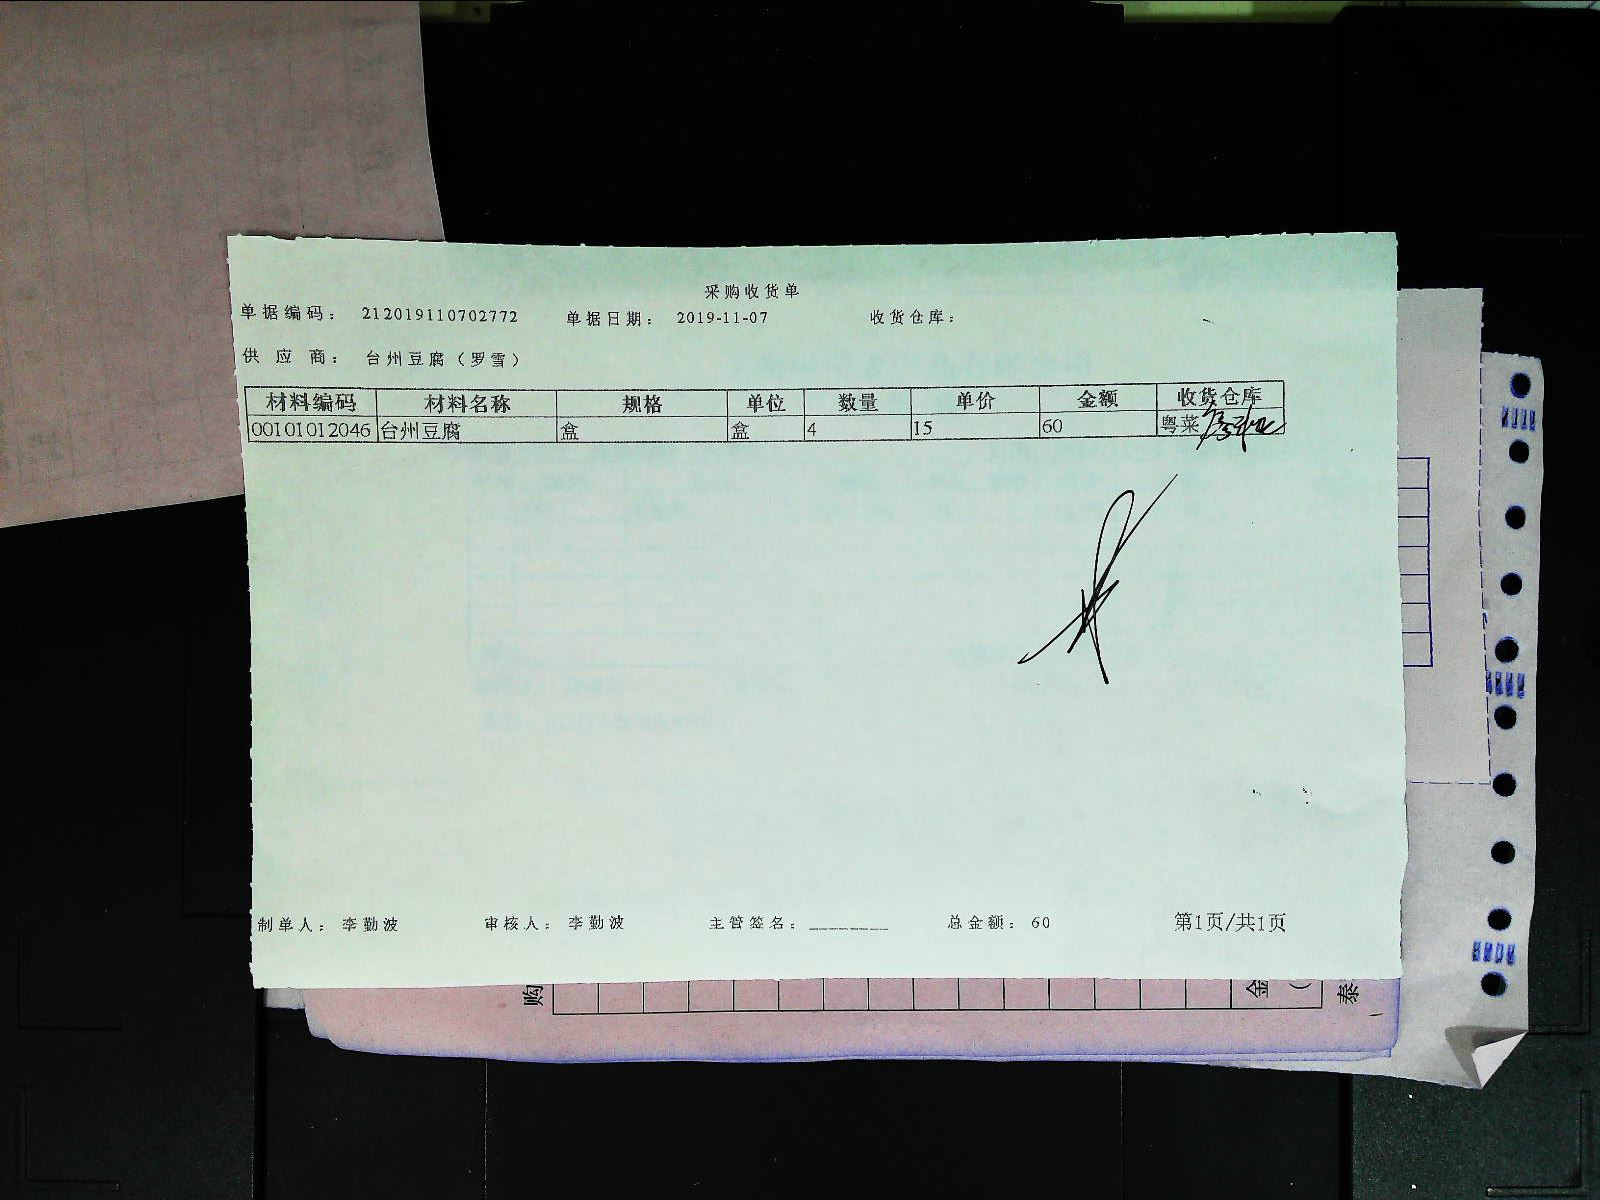 采购收货单
单据编码: 212019110702772 单据日期: 2019-11-07 收货仓库:
供应商: 台州豆腐(罗雪)
材料编码 材料名称 规格 单位 数量 单价 金额 收货仓库
00101012046 台州豆腐 盒 盒 4 15 60 粤菜
制单人: 李勤波 审核人: 李勤波 主管签名: ________ 总金额: 60 第1页/共1页
购
金
泰